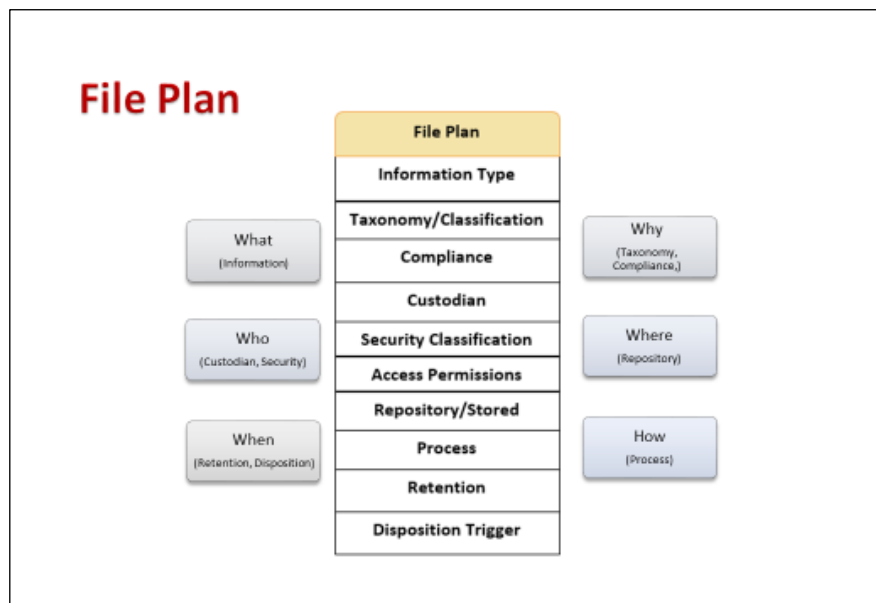 File Plan
File Plan
Information Type
Taxonomy/Classification
Compliance
Custodian
Security Classification
Access Permissions
Repository/Stored
Process
Retention
Disposition Trigger
What
(Information)
Who
(Custodian, Security)
When
(Retention, Disposition)
Why
(Taxonomy,
Compliance,)
Where
(Repository)
How
(Process)